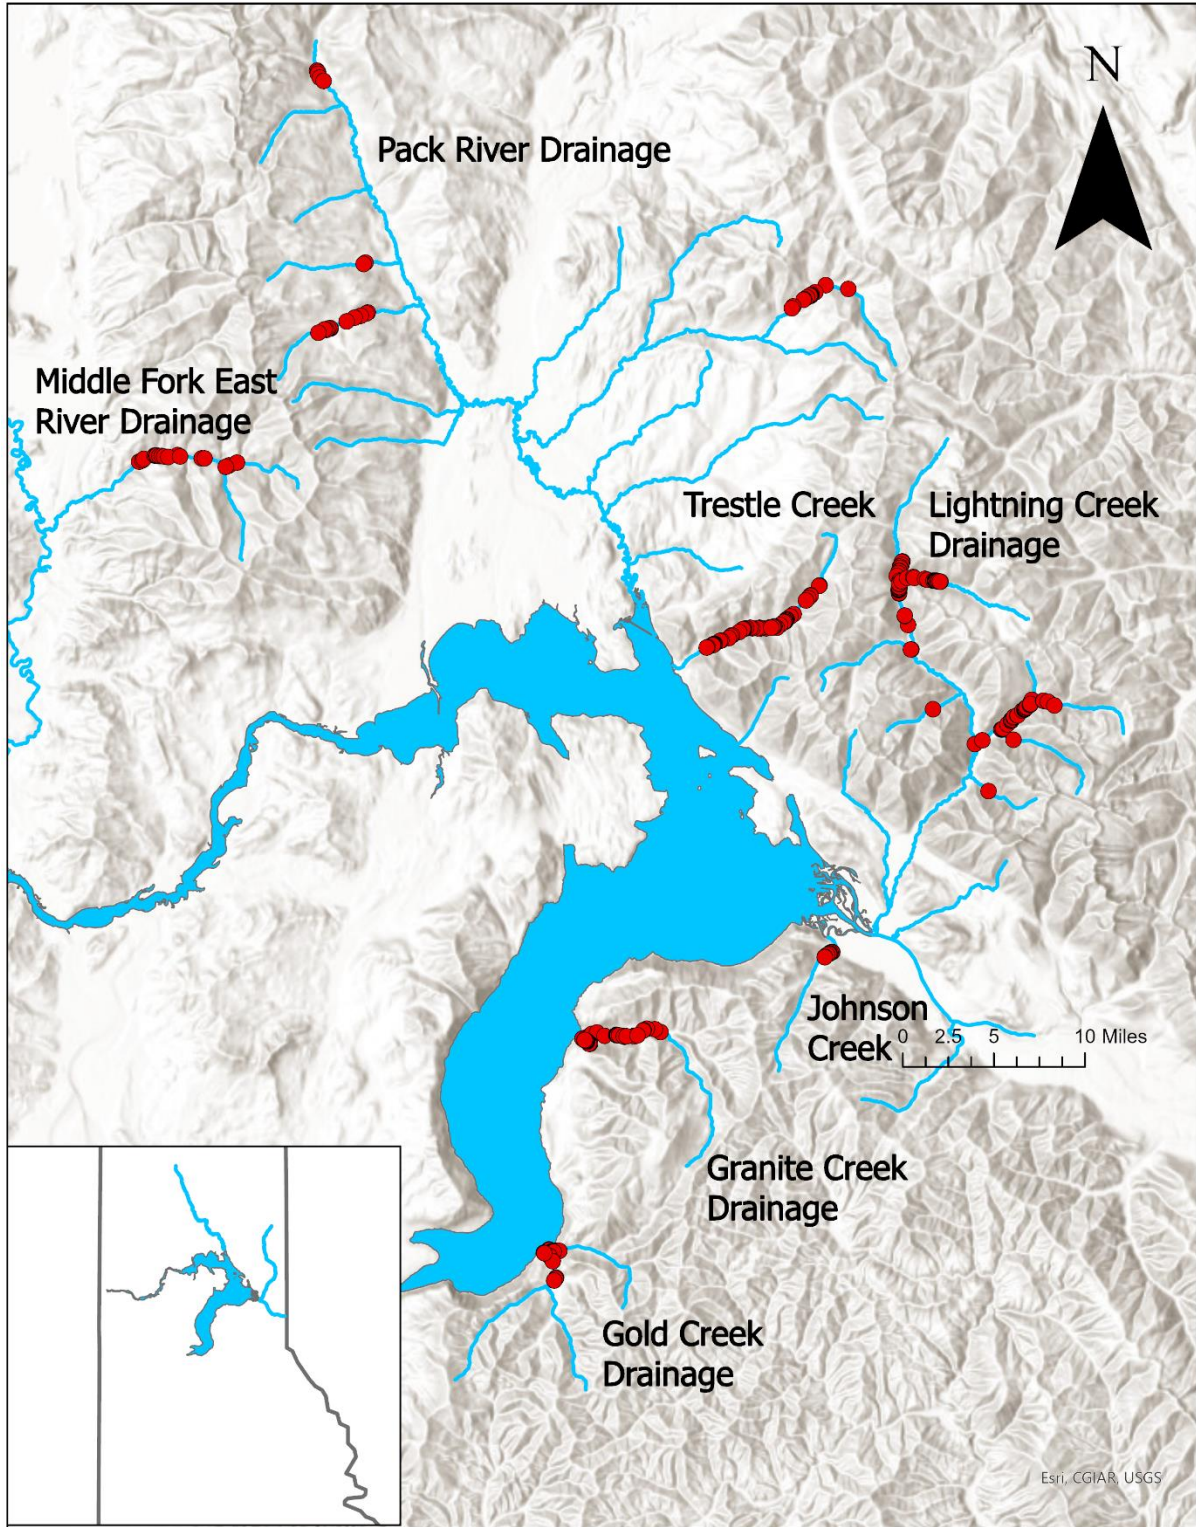 N
Pack River Drainage
Middle Fork East
River Drainage
Trestle Creek
Lightning Creek
Drainage
Johnson
Creek
0 2.5 5 10 Miles
Granite Creek
Drainage
Gold Creek
Drainage
Esri, CGIAR, USGS